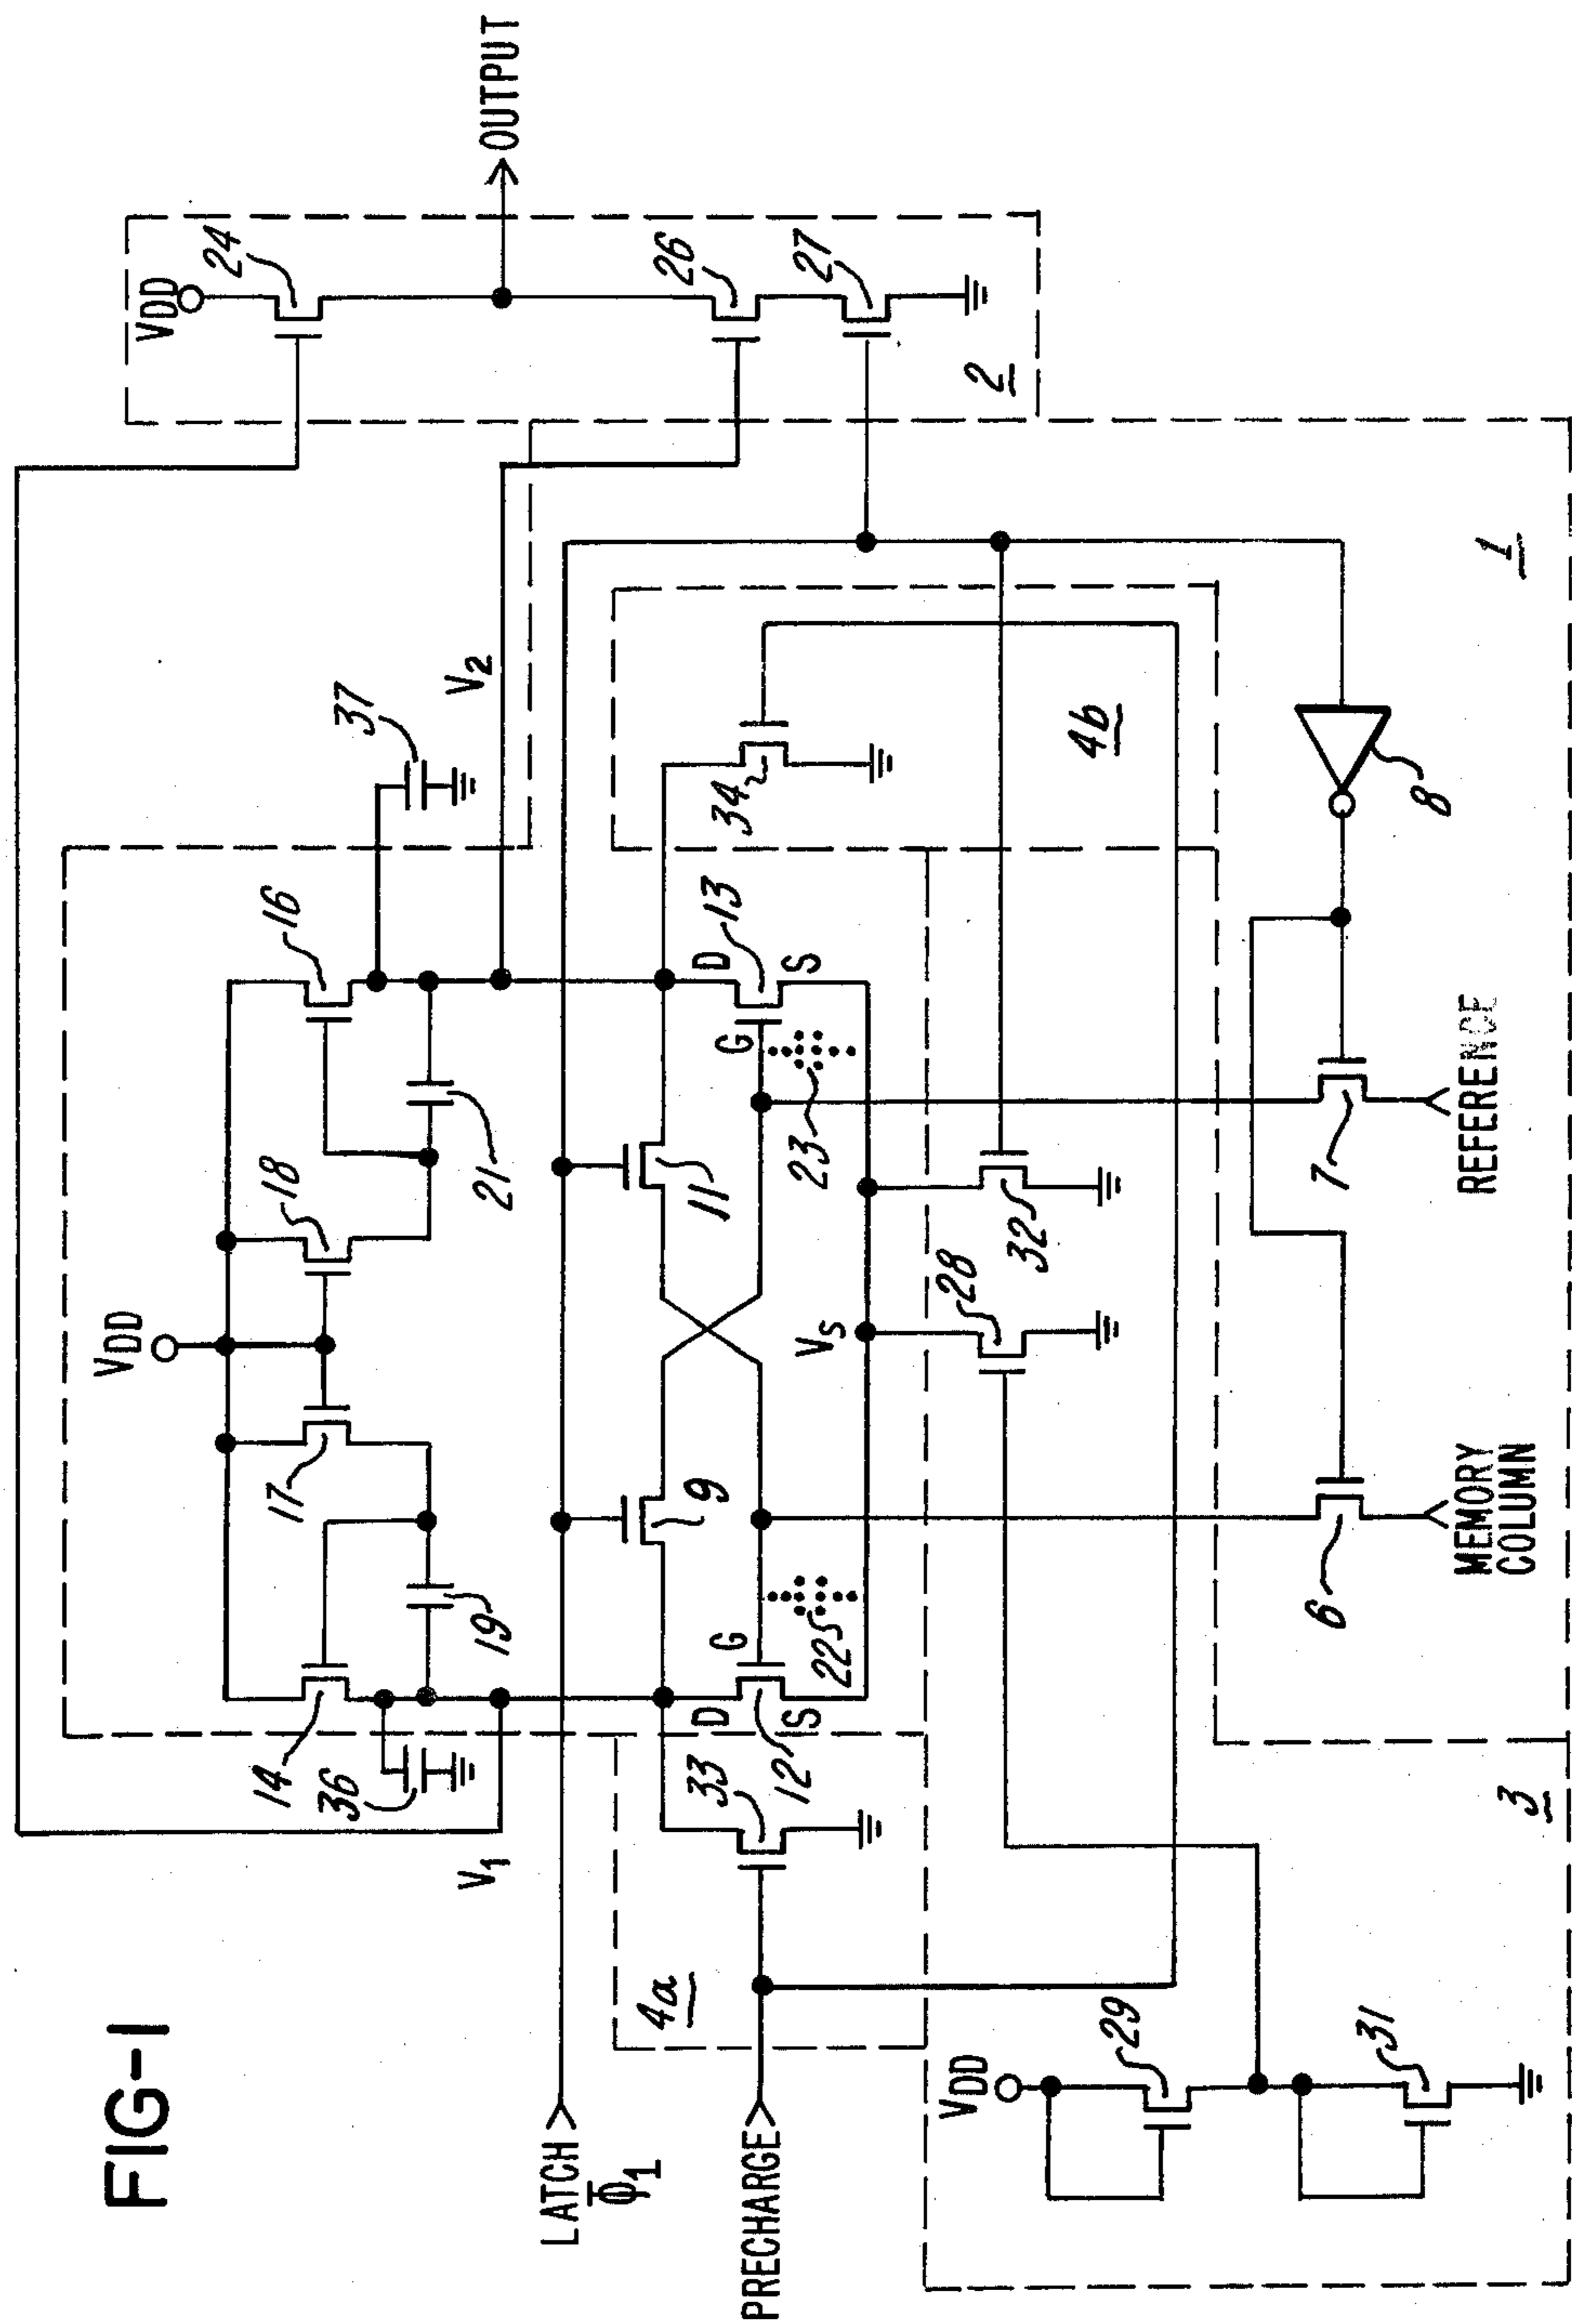 FIG-1
VDD
24
OUTPUT
26
27
2
VDD
16
18
17
14
36
19
21
37
V1
V2
LATCH
Φ1
9
11
D
G
S
12
22
D
G
S
13
23
33
34
4a
4b
PRECHARGE
VS
28
32
1
VDD
29
31
3
8
6
7
MEMORY
COLUMN
REFERENCE